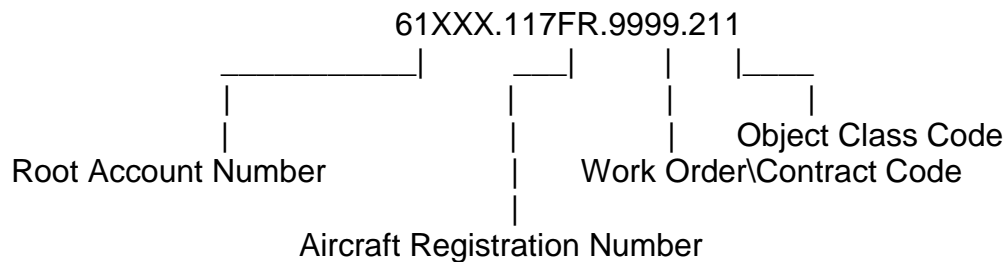 61XXX.117FR.9999.211
Object Class Code
Root Account Number Work Order\Contract Code
Aircraft Registration Number